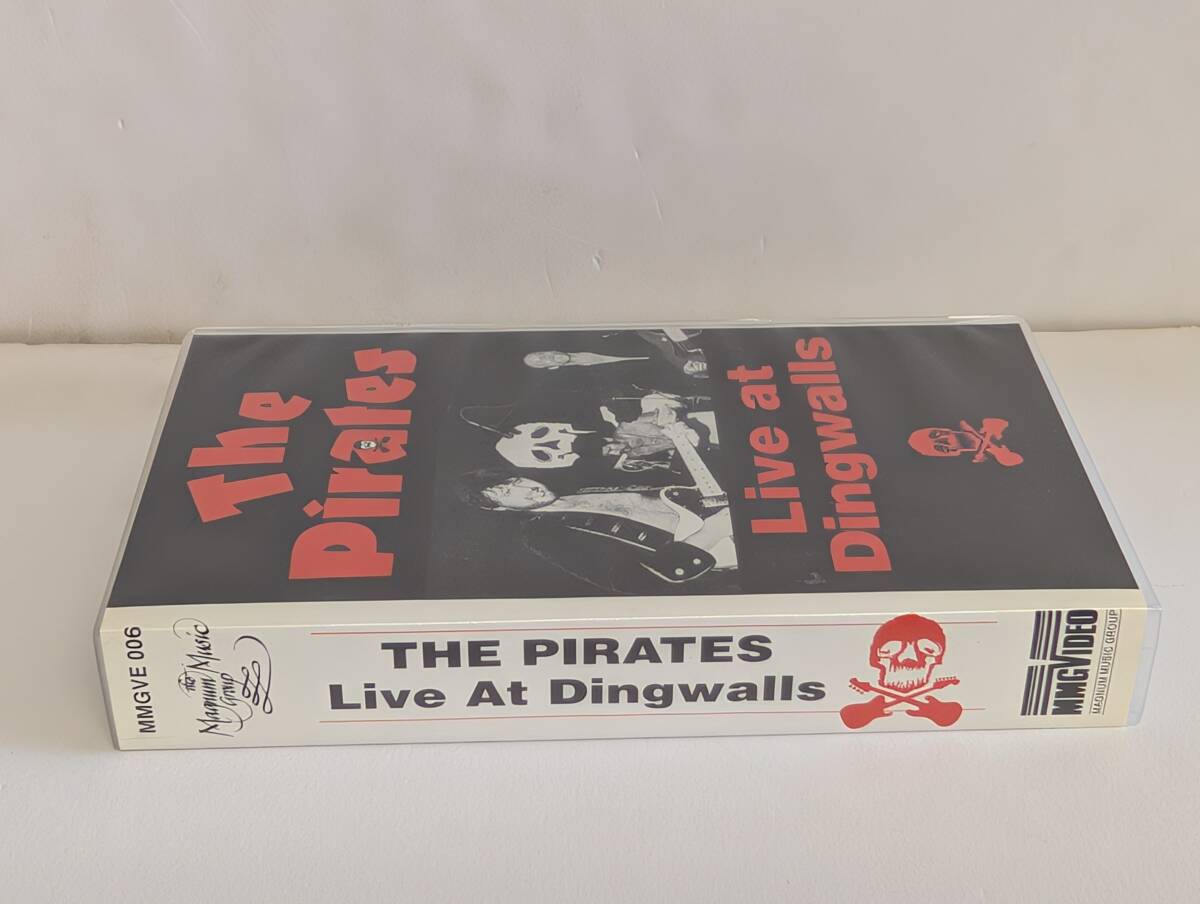 The
Pirates
Live at
Dingwalls
MMGVE 006
The
Magnum Music
Group
THE PIRATES
Live At Dingwalls
MMGVIDEO
MAGNUM MUSIC GROUP